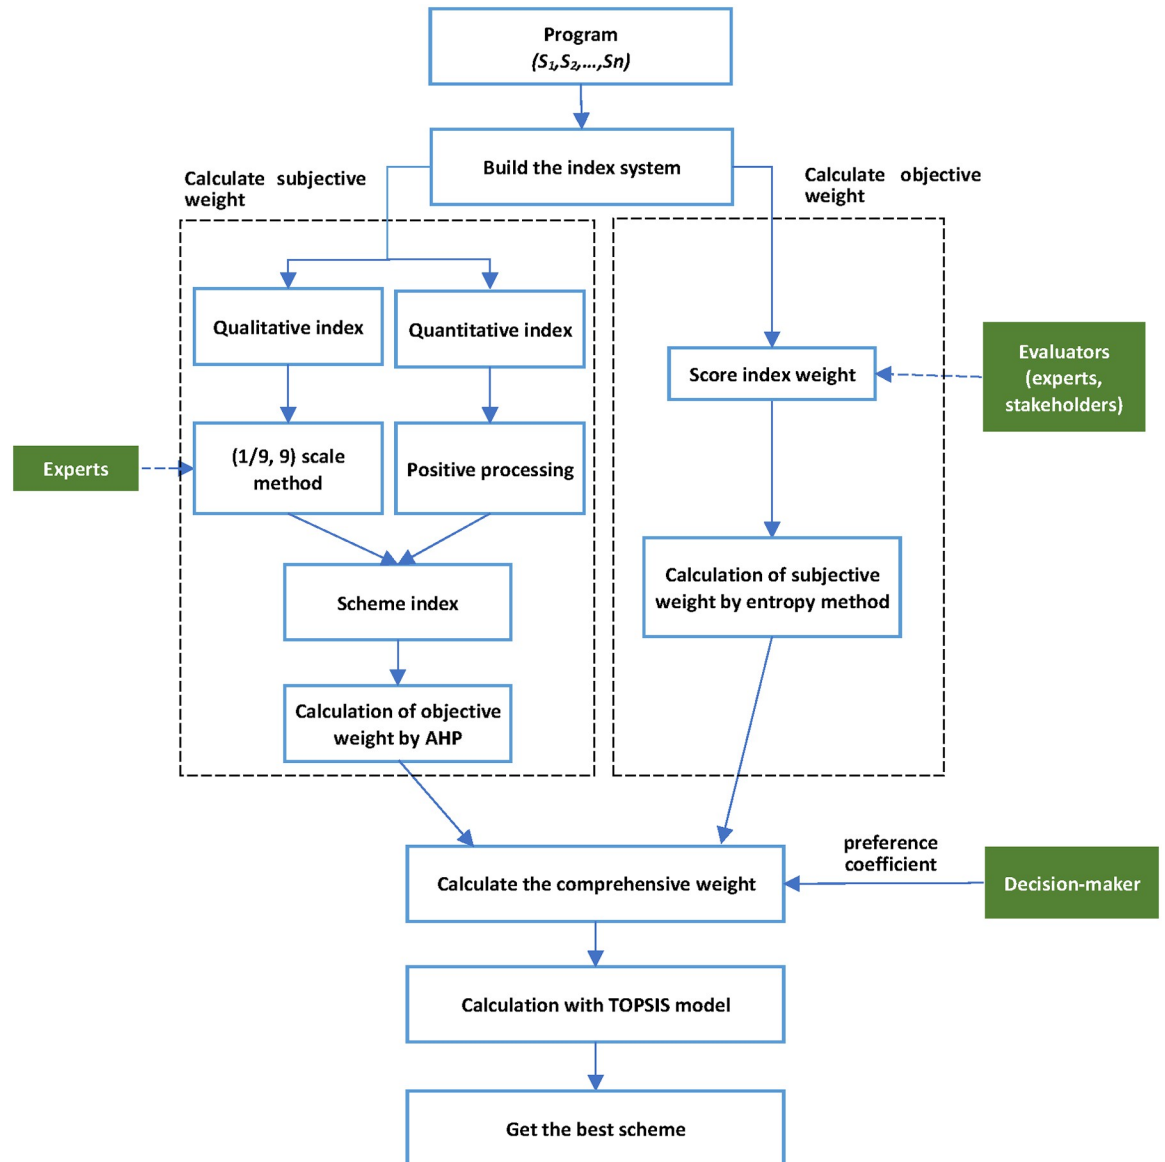 Program
(S₁,S₂,...,Sn)
Build the index system
Calculate subjective
weight
Calculate objective
weight
Qualitative index
Quantitative index
Score index weight
Evaluators
(experts,
stakeholders)
Experts
(1/9, 9) scale
method
Positive processing
Scheme index
Calculation of subjective
weight by entropy method
Calculation of objective
weight by AHP
preference
coefficient
Calculate the comprehensive weight
Decision-maker
Calculation with TOPSIS model
Get the best scheme